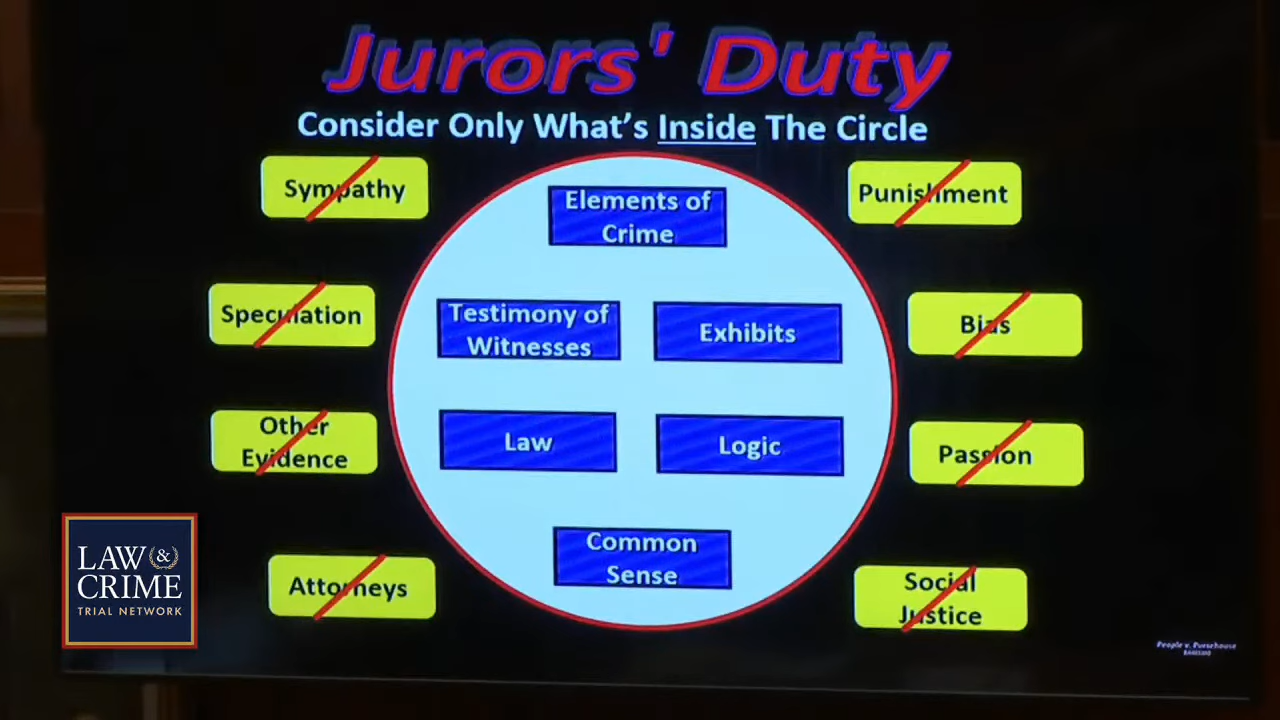 Jurors' Duty
Consider Only What's Inside The Circle
Sympathy
Punishment
Elements of
Crime
Speculation
Testimony of
Witnesses
Exhibits
Bias
Other
Evidence
Law
Logic
Passion
Common
Sense
Attorneys
Social
Justice
LAW &
CRIME
TRIAL NETWORK
People v.